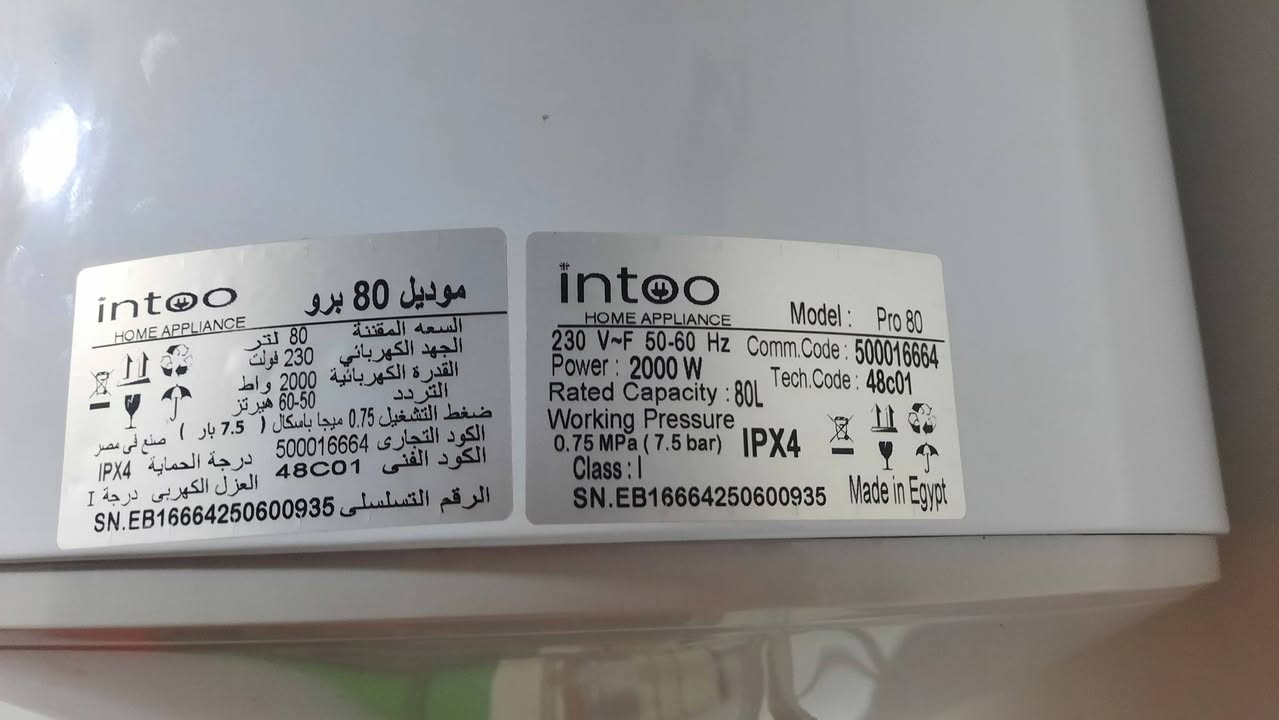 intoo
HOME APPLIANCE
موديل 80 برو
السعه المقننة 80 لتر
الجهد الكهربائي 230 فولت
القدرة الكهربائية 2000 واط
التردد 50-60 هيرتز
ضغط التشغيل 0.75 ميجا باسكال ( 7.5 بار ) صنع فى مصر
الكود التجارى 500016664 درجة الحماية IPX4
الكود الفنى 48C01 العزل الكهربى درجة I
الرقم التسلسلى SN.EB16664250600935
intoo
HOME APPLIANCE
Model : Pro 80
230 V~F 50-60 Hz
Comm.Code : 500016664
Power : 2000 W
Tech.Code : 48c01
Rated Capacity : 80L
Working Pressure
0.75 MPa ( 7.5 bar)
IPX4
Class : I
SN.EB16664250600935
Made in Egypt